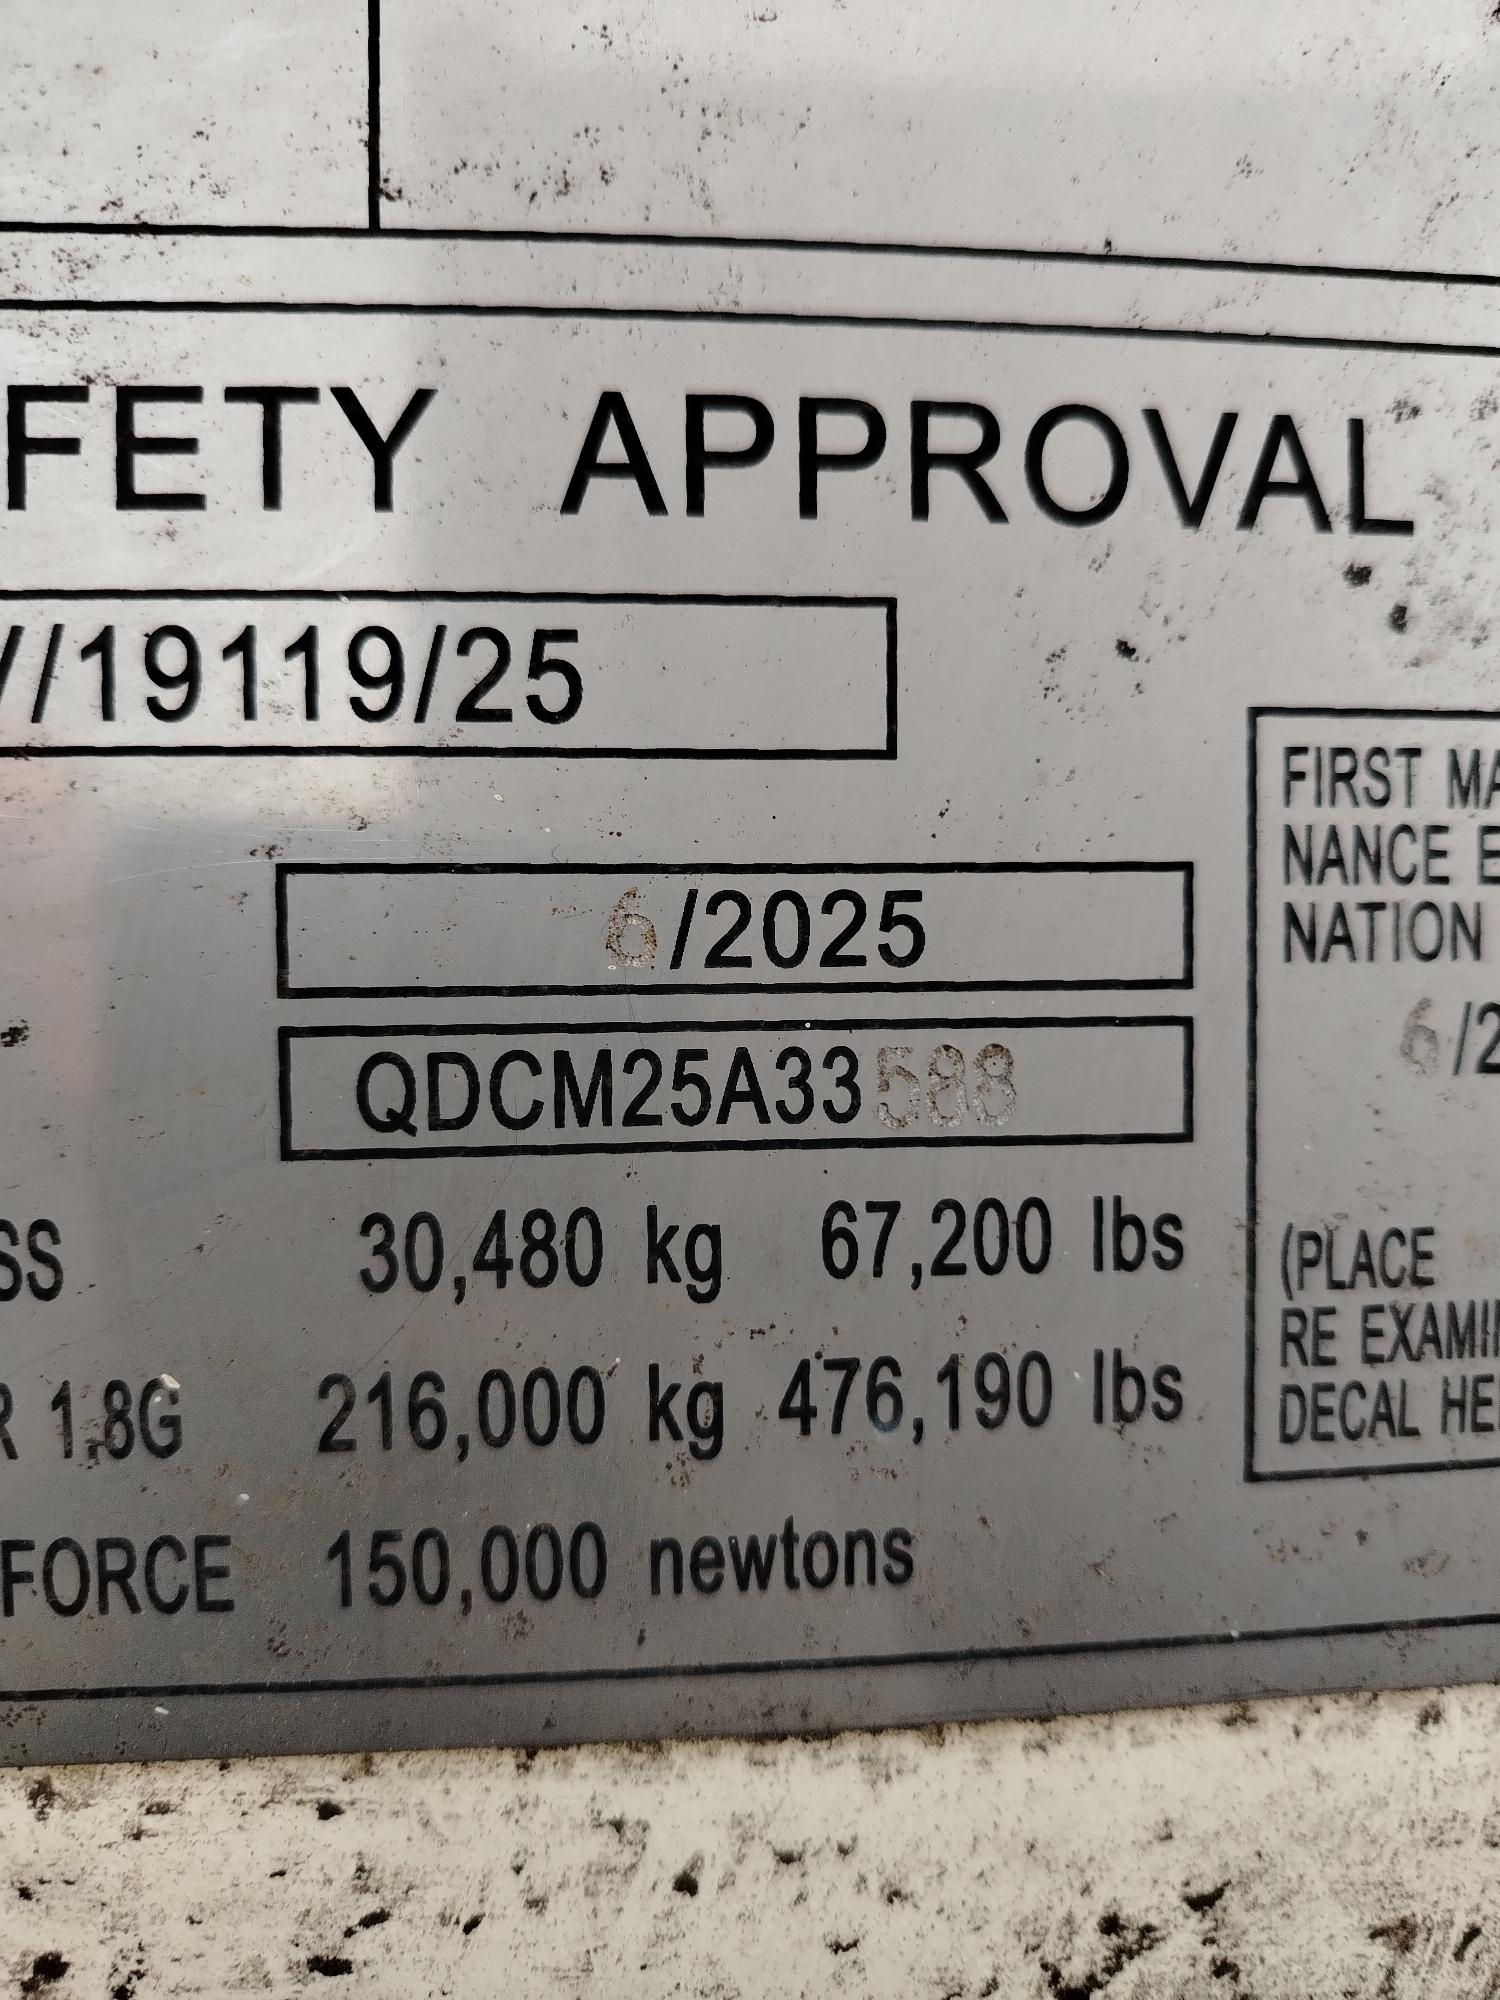 FETY APPROVAL
//19119/25
6/2025
QDCM25A33588
SS 30,480 kg 67,200 lbs
R 1.8G 216,000 kg 476,190 lbs
FORCE 150,000 newtons
FIRST MA
NANCE E
NATION
6/2
(PLACE
RE EXAMI
DECAL HE